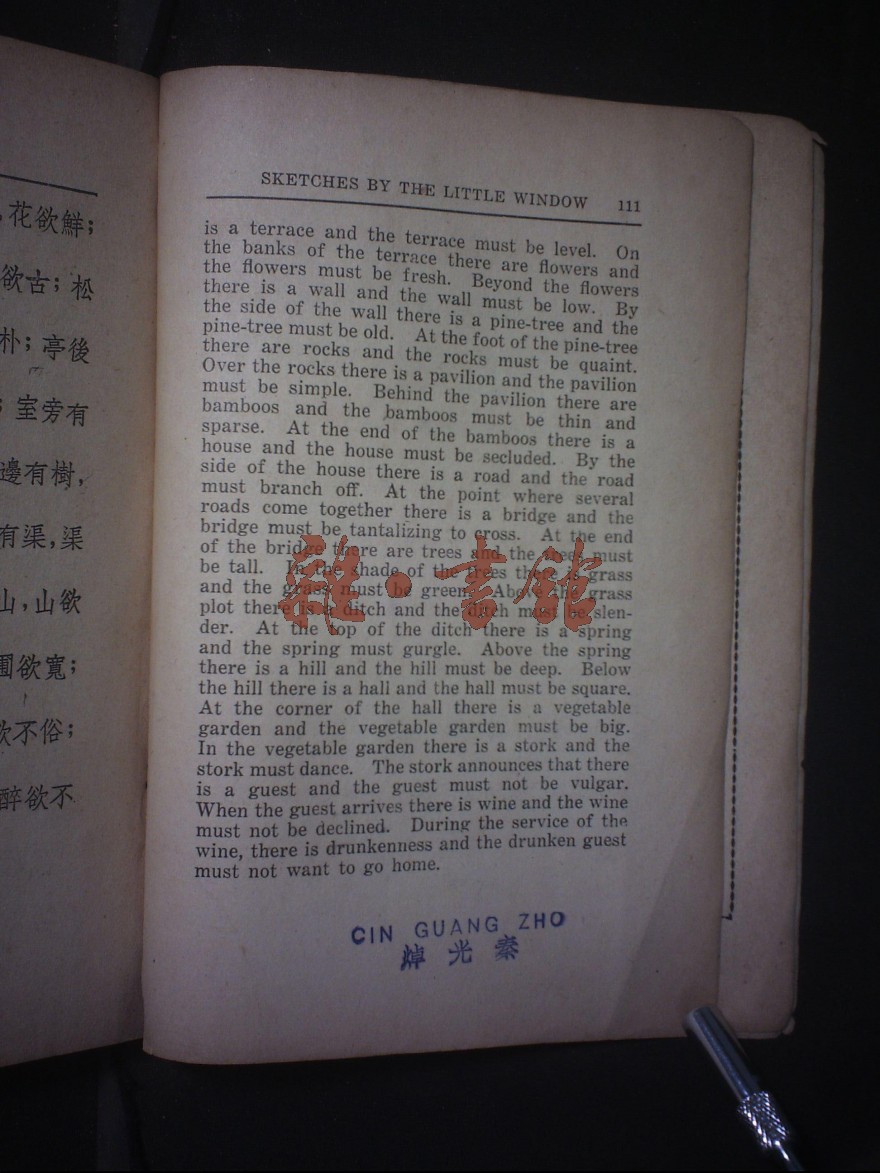 花欲鮮;
欲古;松
朴;亭後
室旁有
邊有樹,
有渠,渠
山,山欲
圃欲寬;
欲不俗;
醉欲不
SKETCHES BY THE LITTLE WINDOW 111
is a terrace and the terrace must be level. On
the banks of the terrace there are flowers and
the flowers must be fresh. Beyond the flowers
there is a wall and the wall must be low. By
the side of the wall there is a pine-tree and the
pine-tree must be old. At the foot of the pine-tree
there are rocks and the rocks must be quaint.
Over the rocks there is a pavilion and the pavilion
must be simple. Behind the pavilion there are
bamboos and the bamboos must be thin and
sparse. At the end of the bamboos there is a
house and the house must be secluded. By the
side of the house there is a road and the road
must branch off. At the point where several
roads come together there is a bridge and the
bridge must be tantalizing to cross. At the end
of the bridge there are trees and the trees must
be tall. In the shade of the trees there is grass
and the grass must be green. Above the grass
plot there is a ditch and the ditch must be slen-
der. At the top of the ditch there is a spring
and the spring must gurgle. Above the spring
there is a hill and the hill must be deep. Below
the hill there is a hall and the hall must be square.
At the corner of the hall there is a vegetable
garden and the vegetable garden must be big.
In the vegetable garden there is a stork and the
stork must dance. The stork announces that there
is a guest and the guest must not be vulgar.
When the guest arrives there is wine and the wine
must not be declined. During the service of the
wine, there is drunkenness and the drunken guest
must not want to go home.
雜·書館
CIN GUANG ZHO
焯光秦